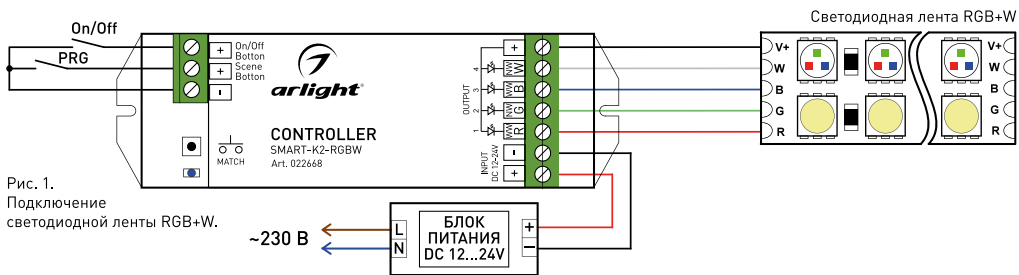 Светодиодная лента RGB+W
On/Off
PRG
+
On/Off
Botton
+
Scene
Botton
-
MATCH
arlight®
CONTROLLER
SMART-K2-RGBW
Art. 022668
OUTPUT
4
3
2
1
+
NW W
NW B
WW G
WW R
INPUT
DC 12-24V
-
+
V+
W
B
G
R
V+
W
B
G
R
Рис. 1.
Подключение
светодиодной ленты RGB+W.
~230 В
L
N
БЛОК
ПИТАНИЯ
DC 12...24V
+
–